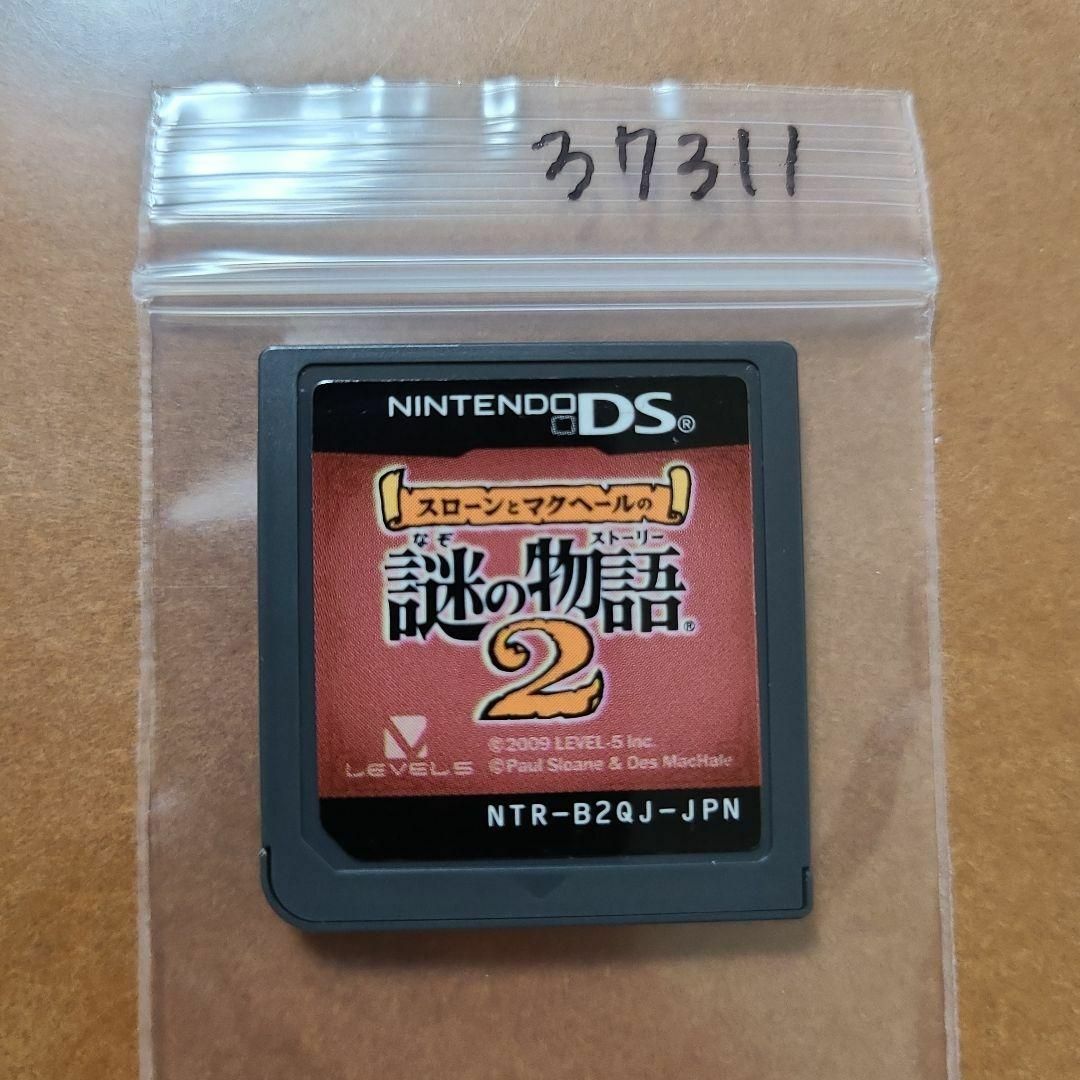 37311
NINTENDO DS®
スローンとマクヘールの
なぞ ストーリー
謎の物語®
2
LEVEL5
©2009 LEVEL-5 Inc.
©Paul Sloane & Des MacHale
NTR-B2QJ-JPN